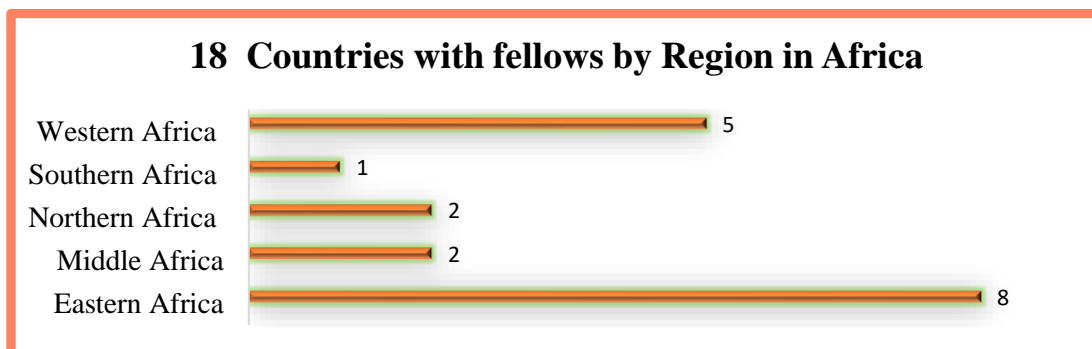 18 Countries with fellows by Region in Africa
Western Africa 5
Southern Africa 1
Northern Africa 2
Middle Africa 2
Eastern Africa 8